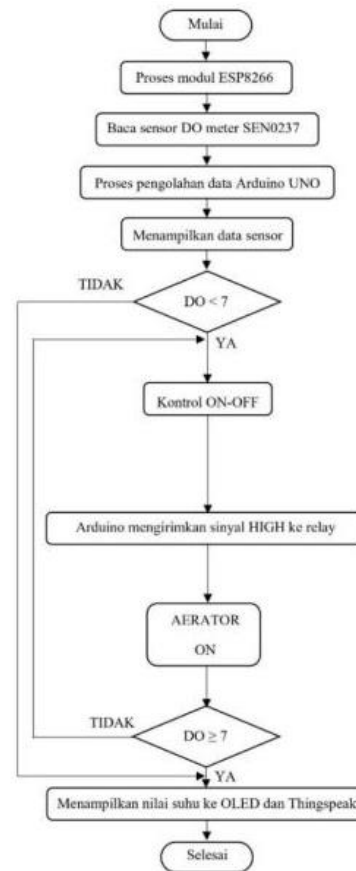 Mulai
Proses modul ESP8266
Baca sensor DO meter SEN0237
Proses pengolahan data Arduino UNO
Menampilkan data sensor
TIDAK
DO < 7
YA
Kontrol ON-OFF
Arduino mengirimkan sinyal HIGH ke relay
AERATOR
ON
TIDAK
DO ≥ 7
YA
Menampilkan nilai suhu ke OLED dan Thingspeak
Selesai